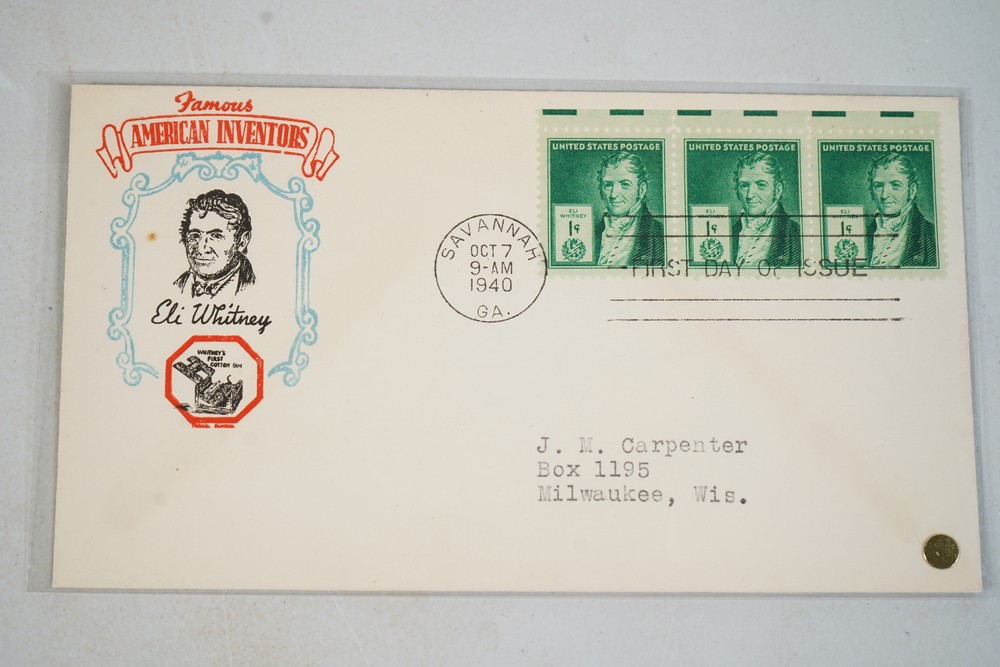 Famous
AMERICAN INVENTORS
Eli Whitney
WHITNEY'S
FIRST
COTTON GIN
SAVANNAH
OCT 7
9-AM
1940
GA.
UNITED STATES POSTAGE
ELI
WHITNEY
1¢
UNITED STATES POSTAGE
ELI
WHITNEY
1¢
UNITED STATES POSTAGE
ELI
WHITNEY
1¢
FIRST DAY OF ISSUE
J. M. Carpenter
Box 1195
Milwaukee, Wis.